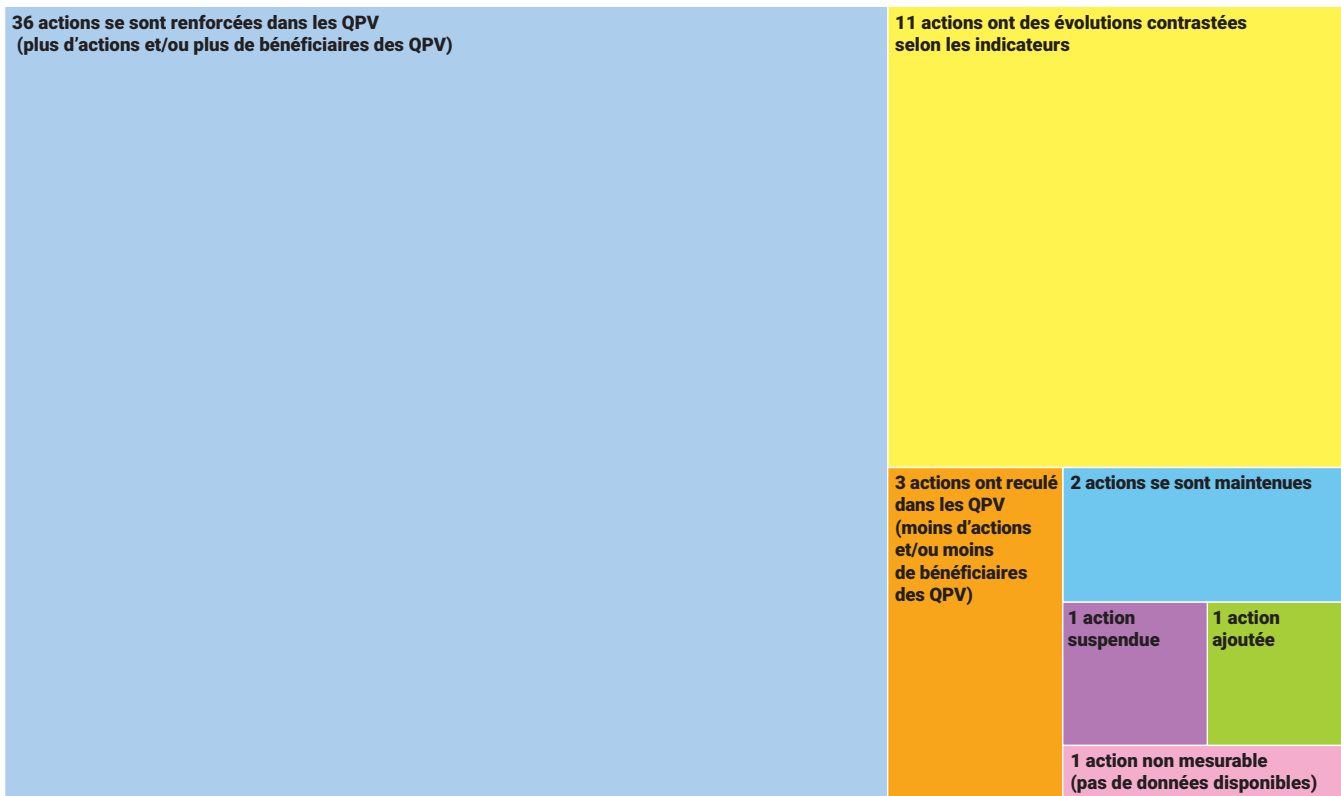 36 actions se sont renforcées dans les QPV
(plus d’actions et/ou plus de bénéficiaires des QPV)
11 actions ont des évolutions contrastées
selon les indicateurs
3 actions ont reculé
dans les QPV
(moins d’actions
et/ou moins
de bénéficiaires
des QPV)
2 actions se sont maintenues
1 action
suspendue
1 action
ajoutée
1 action non mesurable
(pas de données disponibles)